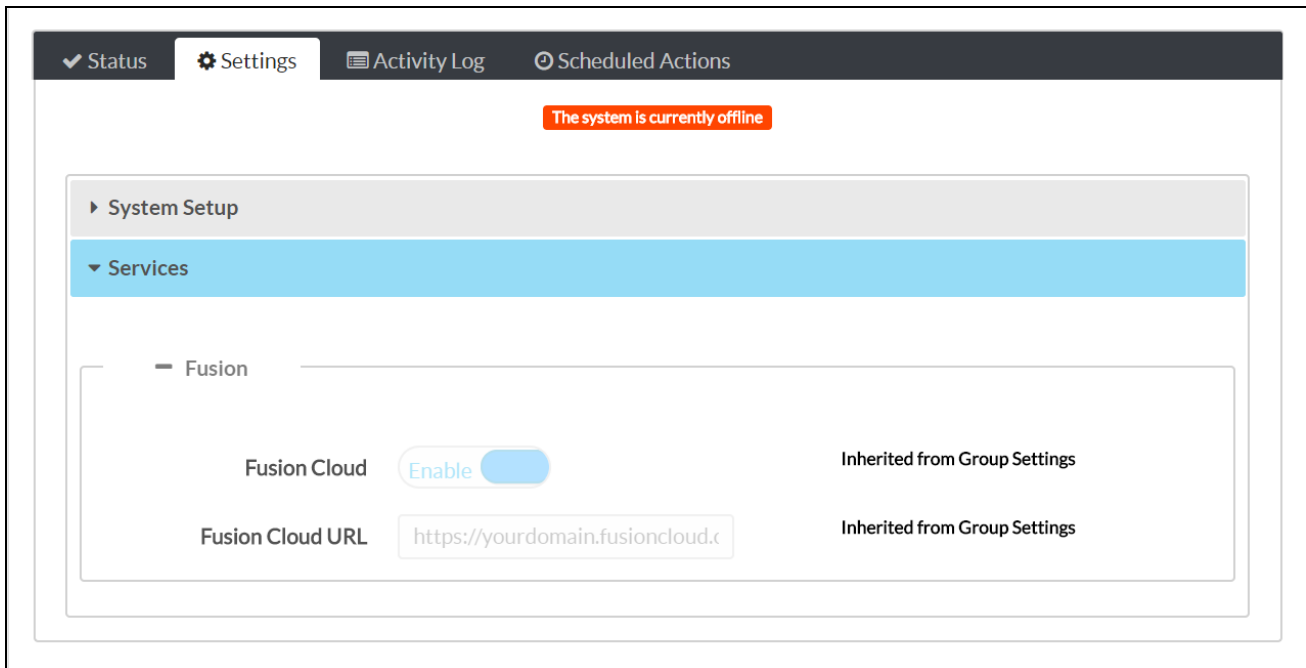 Status Settings Activity Log Scheduled Actions
The system is currently offline
System Setup
Services
Fusion
Fusion Cloud Enable Inherited from Group Settings
Fusion Cloud URL https://yourdomain.fusioncloud.c Inherited from Group Settings